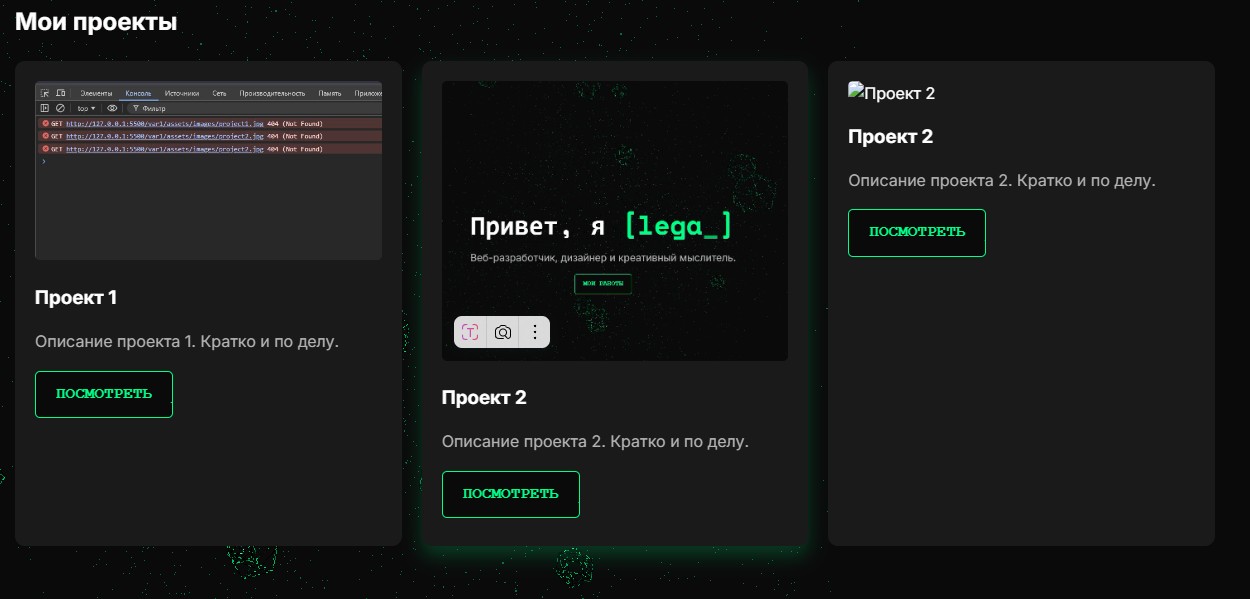 Мои проекты
Элементы Консоль Источники Сеть Производительность Память Прилож
top Фильтр
GET http://127.0.0.1:5500/var1/assets/images/project1.jpg 404 (Not Found)
GET http://127.0.0.1:5500/var1/assets/images/project2.jpg 404 (Not Found)
GET http://127.0.0.1:5500/var1/assets/images/project2.jpg 404 (Not Found)
Проект 1
Описание проекта 1. Кратко и по делу.
ПОСМОТРЕТЬ
Привет, я [lega_]
Веб-разработчик, дизайнер и креативный мыслитель.
МОИ РАБОТЫ
Проект 2
Описание проекта 2. Кратко и по делу.
ПОСМОТРЕТЬ
Проект 2
Проект 2
Описание проекта 2. Кратко и по делу.
ПОСМОТРЕТЬ